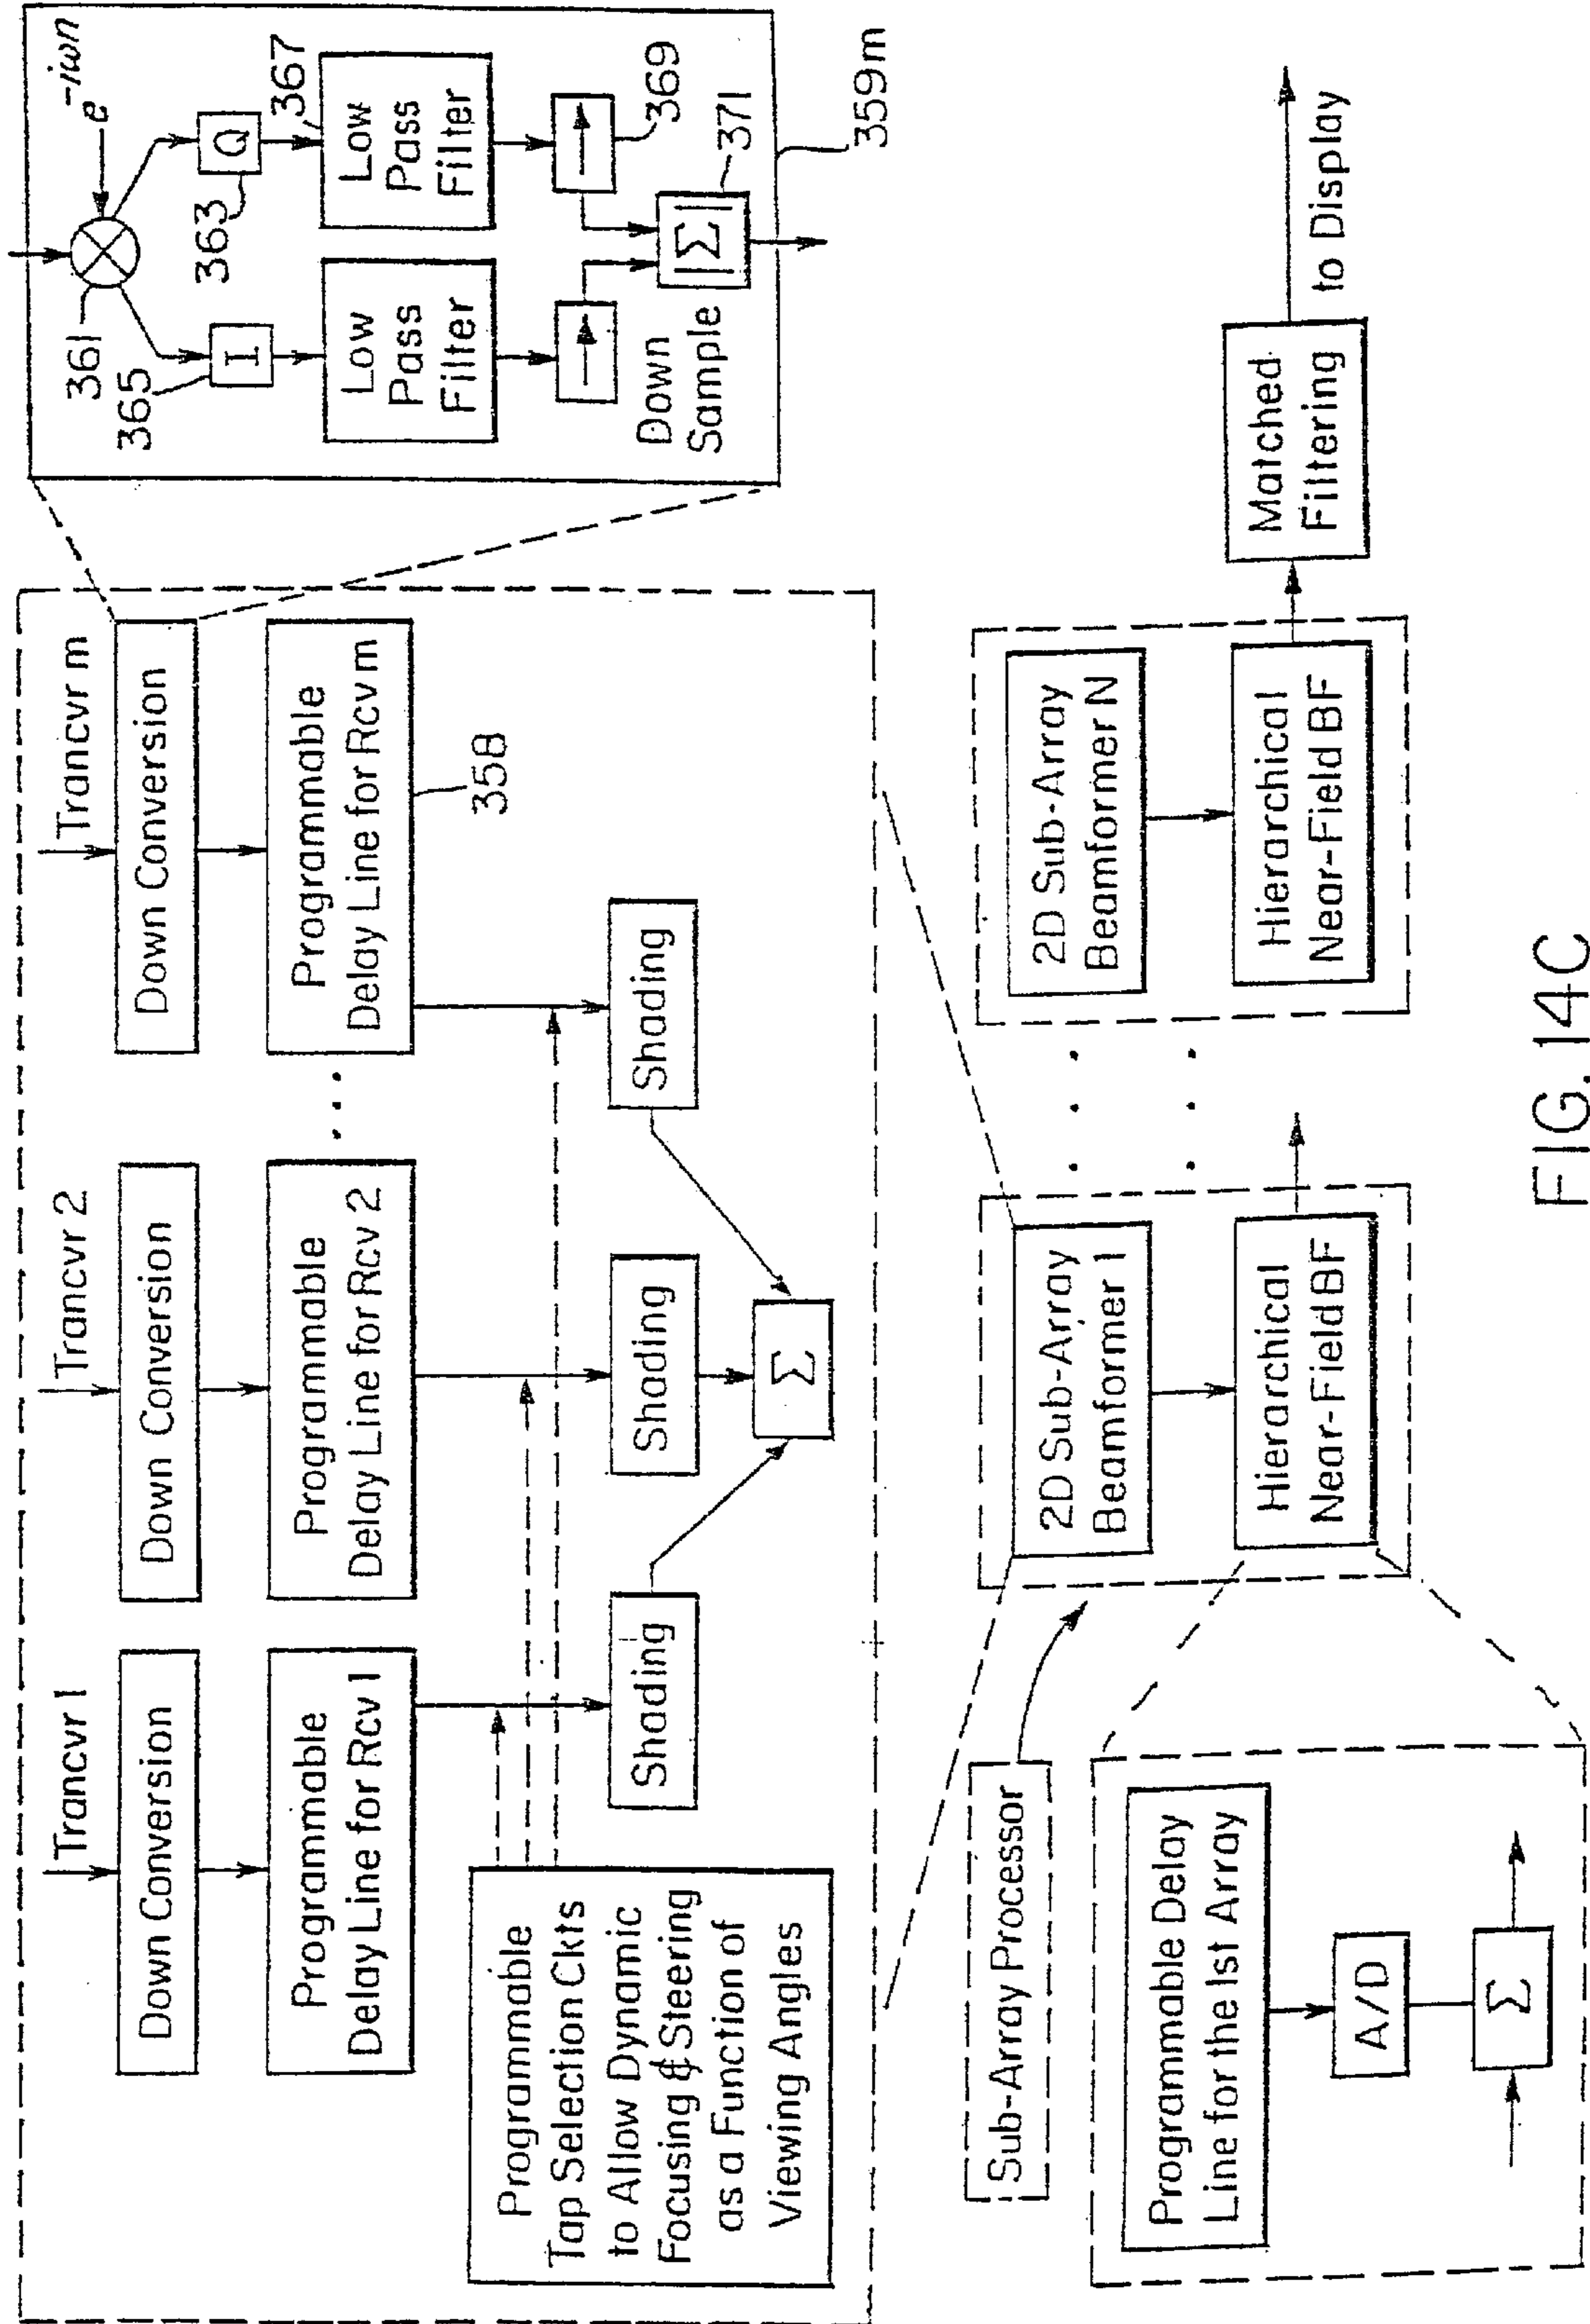 Trancvr 1
Trancvr 2
Trancvr m
Down Conversion
Down Conversion
Down Conversion
Programmable
Delay Line for Rcv 1
Programmable
Delay Line for Rcv 2
...
Programmable
Delay Line for Rcv m
358
Programmable
Tap Selection Ckts
to Allow Dynamic
Focusing & Steering
as a Function of
Viewing Angles
Shading
Shading
Shading
Σ
e^-iωn
361
365
I
363
Q
367
Low
Pass
Filter
Low
Pass
Filter
369
Down
Sample
|Σ|
371
359m
Sub-Array Processor
2D Sub-Array
Beamformer 1
Hierarchical
Near-Field BF
. . .
. . .
2D Sub-Array
Beamformer N
Hierarchical
Near-Field BF
Matched
Filtering
to Display
Programmable Delay
Line for the 1st Array
A/D
Σ
FIG. 14C